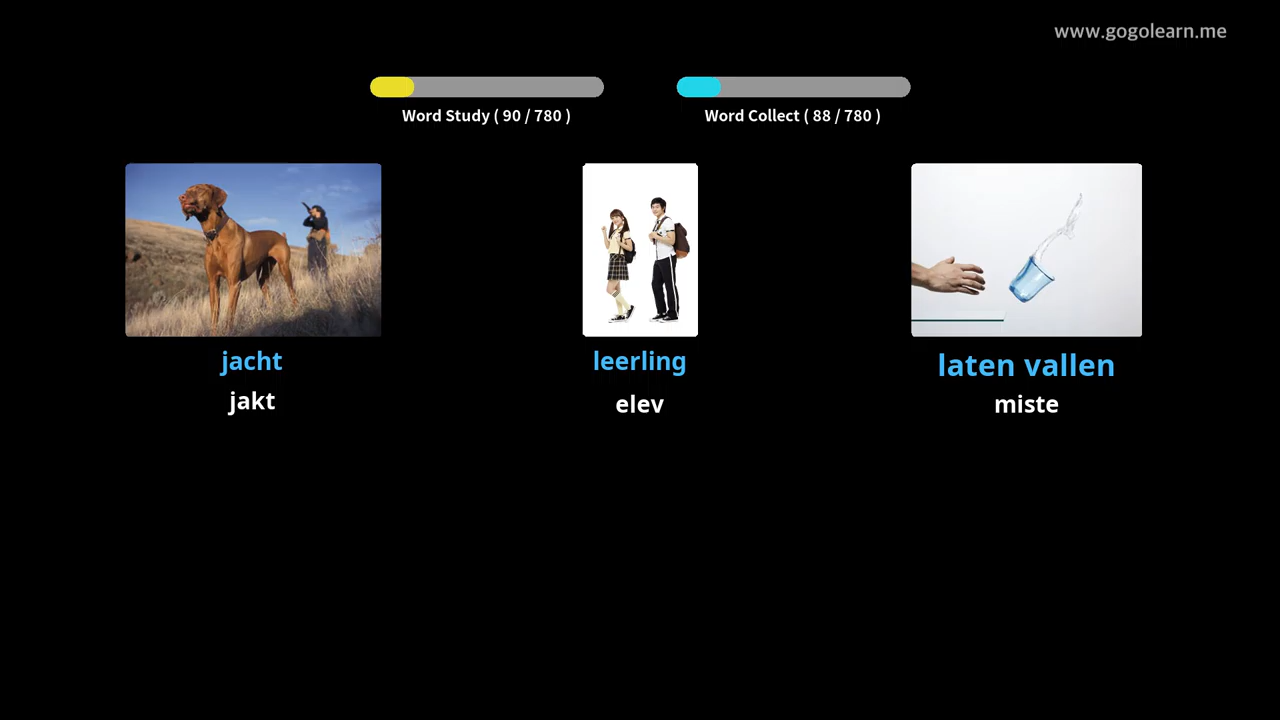 www.gogolearn.me
Word Study ( 90 / 780 )
Word Collect ( 88 / 780 )
jacht
jakt
leerling
elev
laten vallen
miste